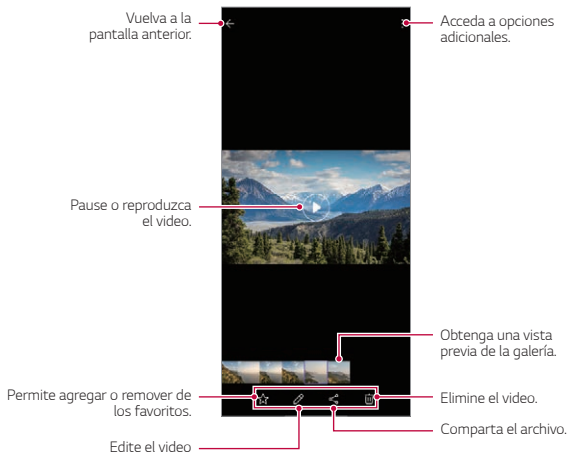 Vuelva a la
pantalla anterior.
Acceda a opciones
adicionales.
Pause o reproduzca
el video.
Obtenga una vista
previa de la galería.
Permite agregar o remover de
los favoritos.
Elimine el video.
Comparta el archivo.
Edite el video